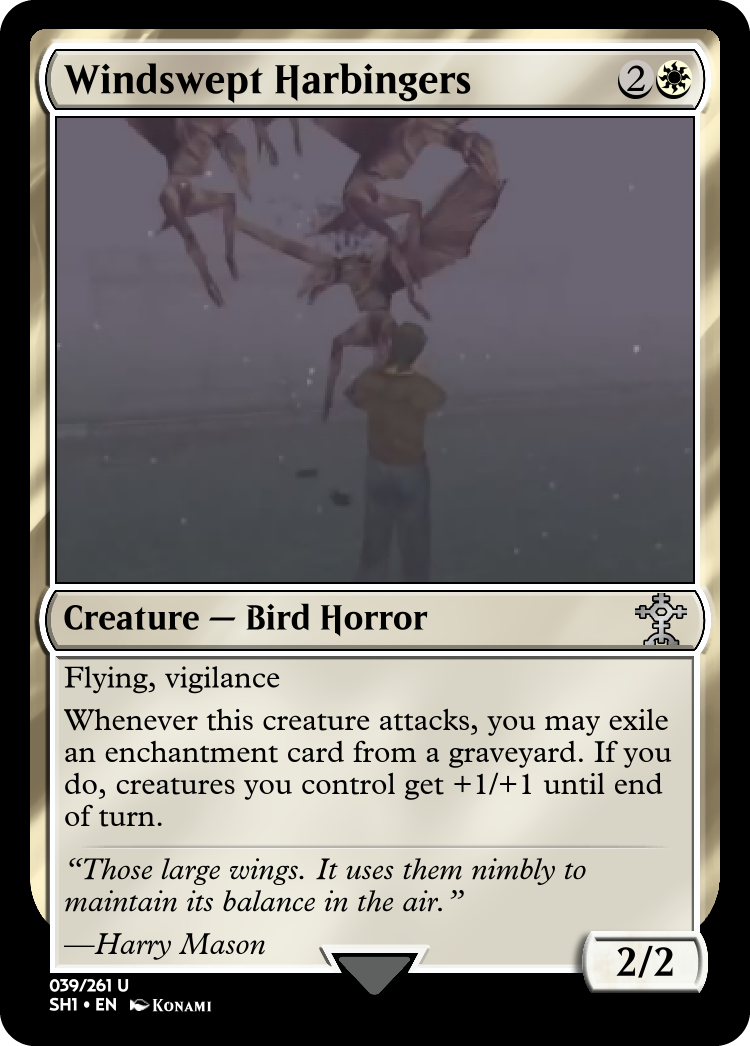 Windswept Harbingers 2
Creature — Bird Horror
Flying, vigilance
Whenever this creature attacks, you may exile
an enchantment card from a graveyard. If you
do, creatures you control get +1/+1 until end
of turn.
“Those large wings. It uses them nimbly to
maintain its balance in the air.”
—Harry Mason
2/2
039/261 U
SH1 • EN KONAMI